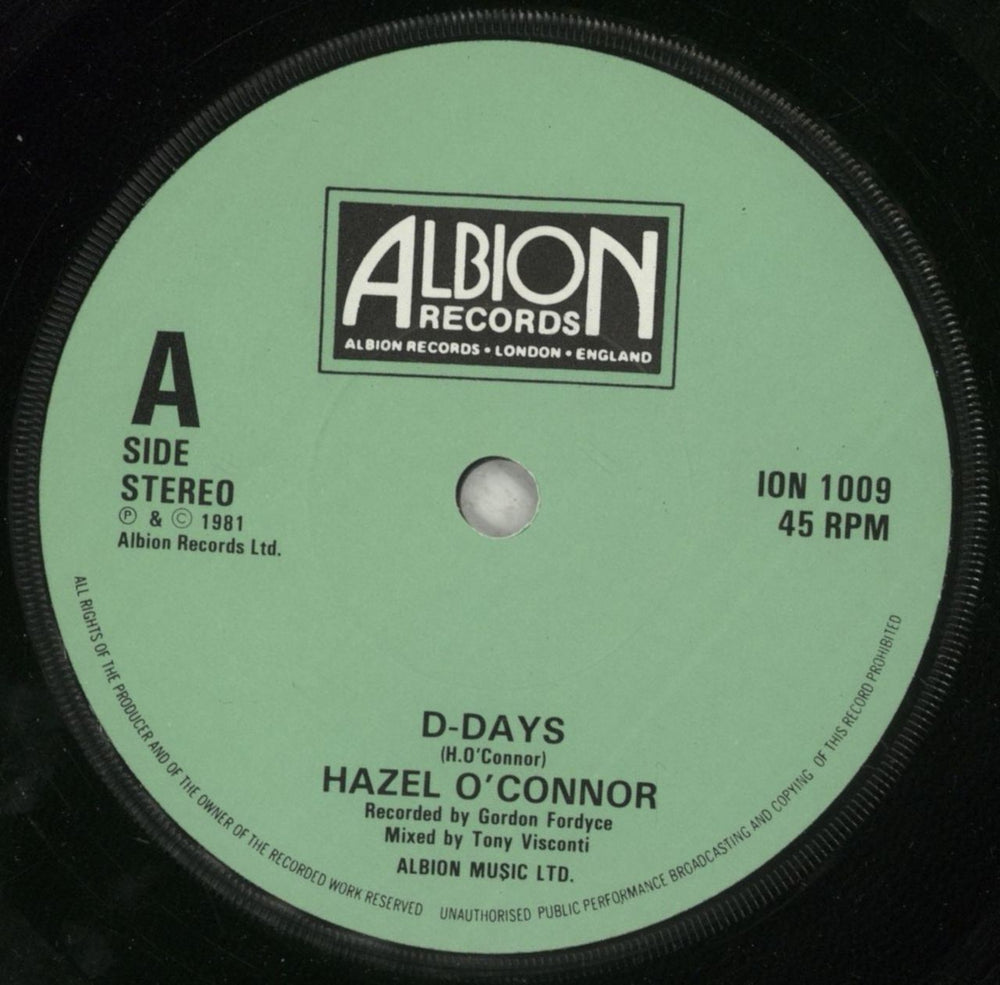 ALBION
RECORDS
ALBION RECORDS • LONDON • ENGLAND
A
SIDE
STEREO
℗ & © 1981
Albion Records Ltd.
ION 1009
45 RPM
D-DAYS
(H.O'Connor)
HAZEL O'CONNOR
Recorded by Gordon Fordyce
Mixed by Tony Visconti
ALBION MUSIC LTD.
ALL RIGHTS OF THE PRODUCER AND OF THE OWNER OF THE RECORDED WORK RESERVED UNAUTHORISED PUBLIC PERFORMANCE BROADCASTING AND COPYING OF THIS RECORD PROHIBITED